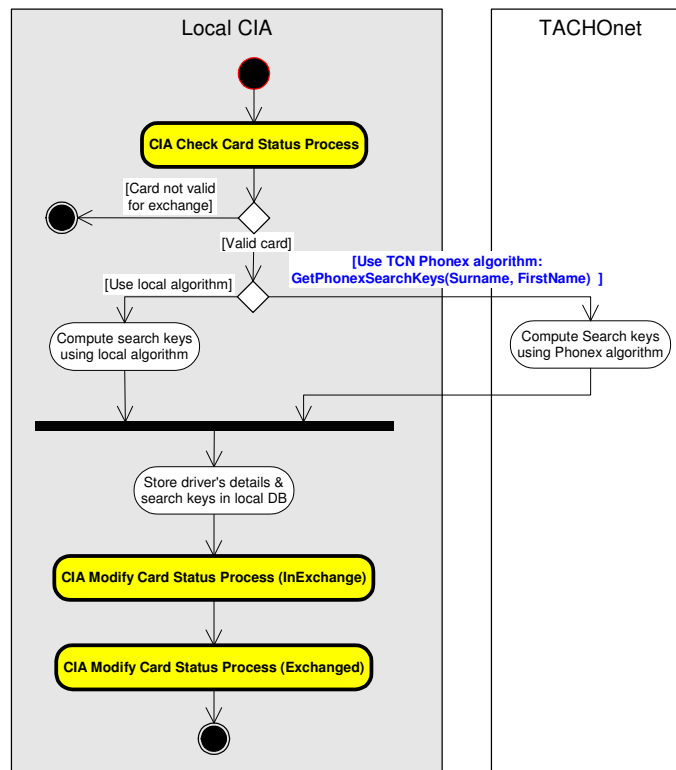 Local CIA
TACHOnet
CIA Check Card Status Process
[Card not valid
for exchange]
[Valid card]
[Use TCN Phonex algorithm:
GetPhonexSearchKeys(Surname, FirstName)  ]
[Use local algorithm]
Compute search keys
using local algorithm
Compute Search keys
using Phonex algorithm
Store driver's details &
search keys in local DB
CIA Modify Card Status Process (InExchange)
CIA Modify Card Status Process (Exchanged)